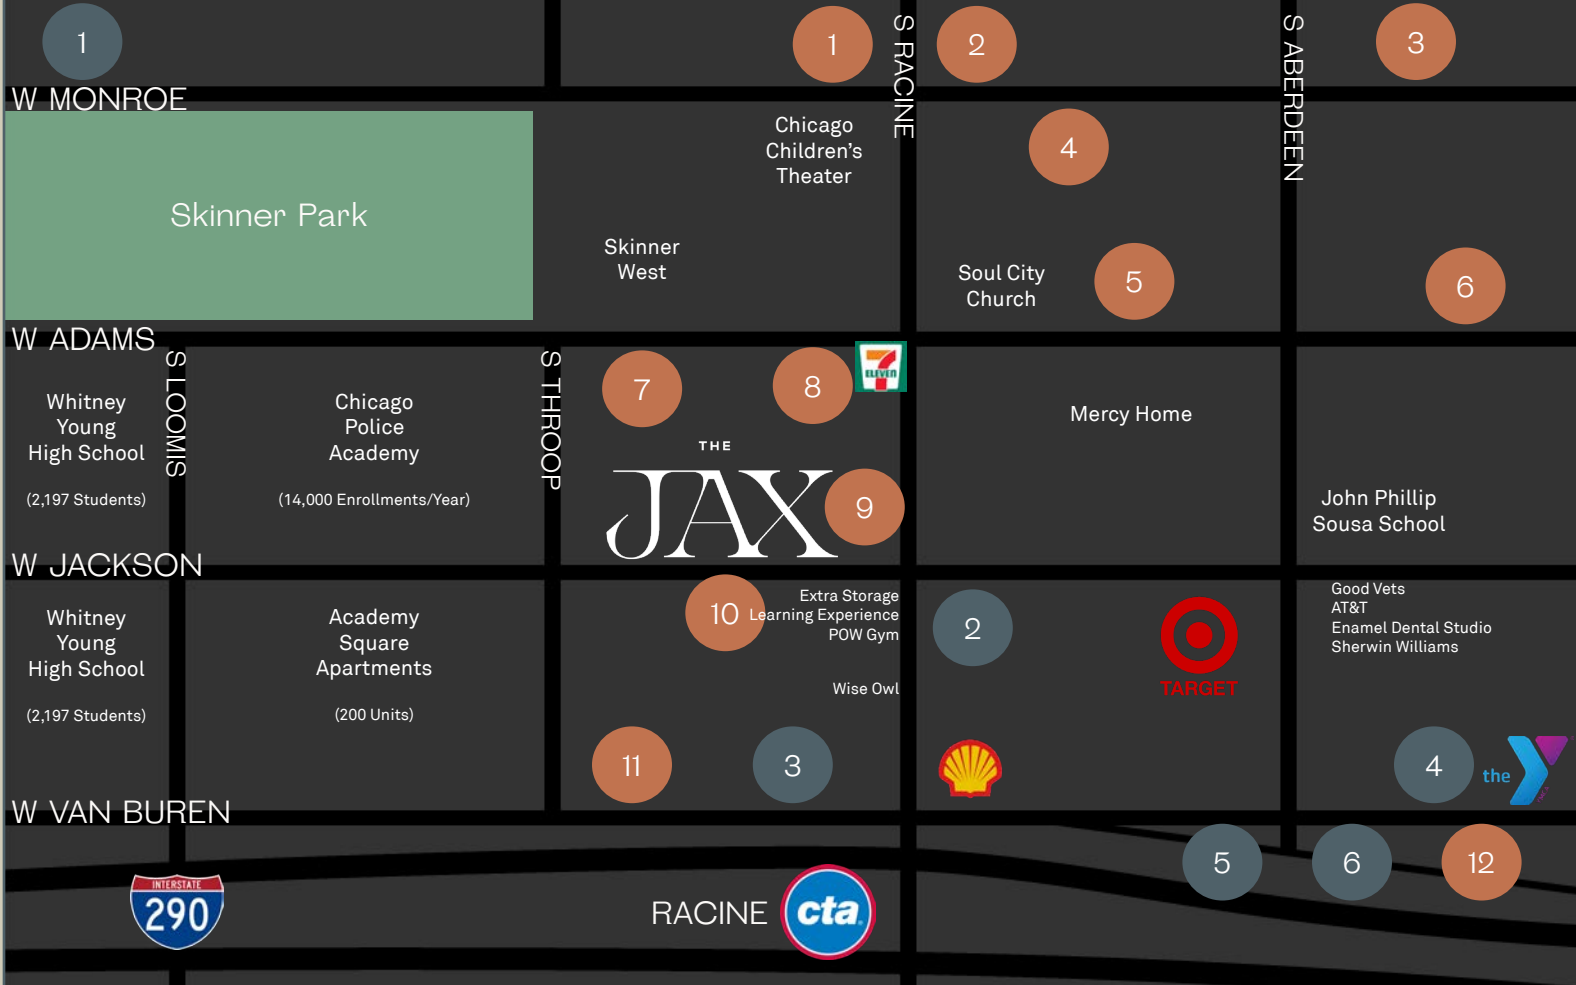 1
1
2
3
S RACINE
S ABERDEEN
W MONROE
Chicago
Children's
Theater
4
Skinner Park
Skinner
West
Soul City
Church
5
6
W ADAMS
S LOOMIS
S THROOP
7
8
ELEVEN
Whitney
Young
High School
(2,197 Students)
Chicago
Police
Academy
(14,000 Enrollments/Year)
THE
JAX
9
Mercy Home
John Phillip
Sousa School
W JACKSON
Whitney
Young
High School
(2,197 Students)
Academy
Square
Apartments
(200 Units)
10
Extra Storage
Learning Experience
POW Gym
Wise Owl
2
TARGET
Good Vets
AT&T
Enamel Dental Studio
Sherwin Williams
11
3
4
the Y
W VAN BUREN
5
6
12
INTERSTATE
290
RACINE
cta